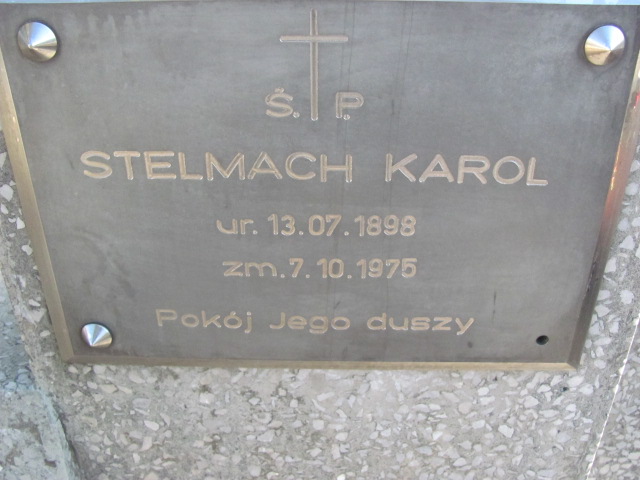 Ś. P.
STELMACH KAROL
ur. 13.07.1898
zm. 7.10.1975
Pokój Jego duszy